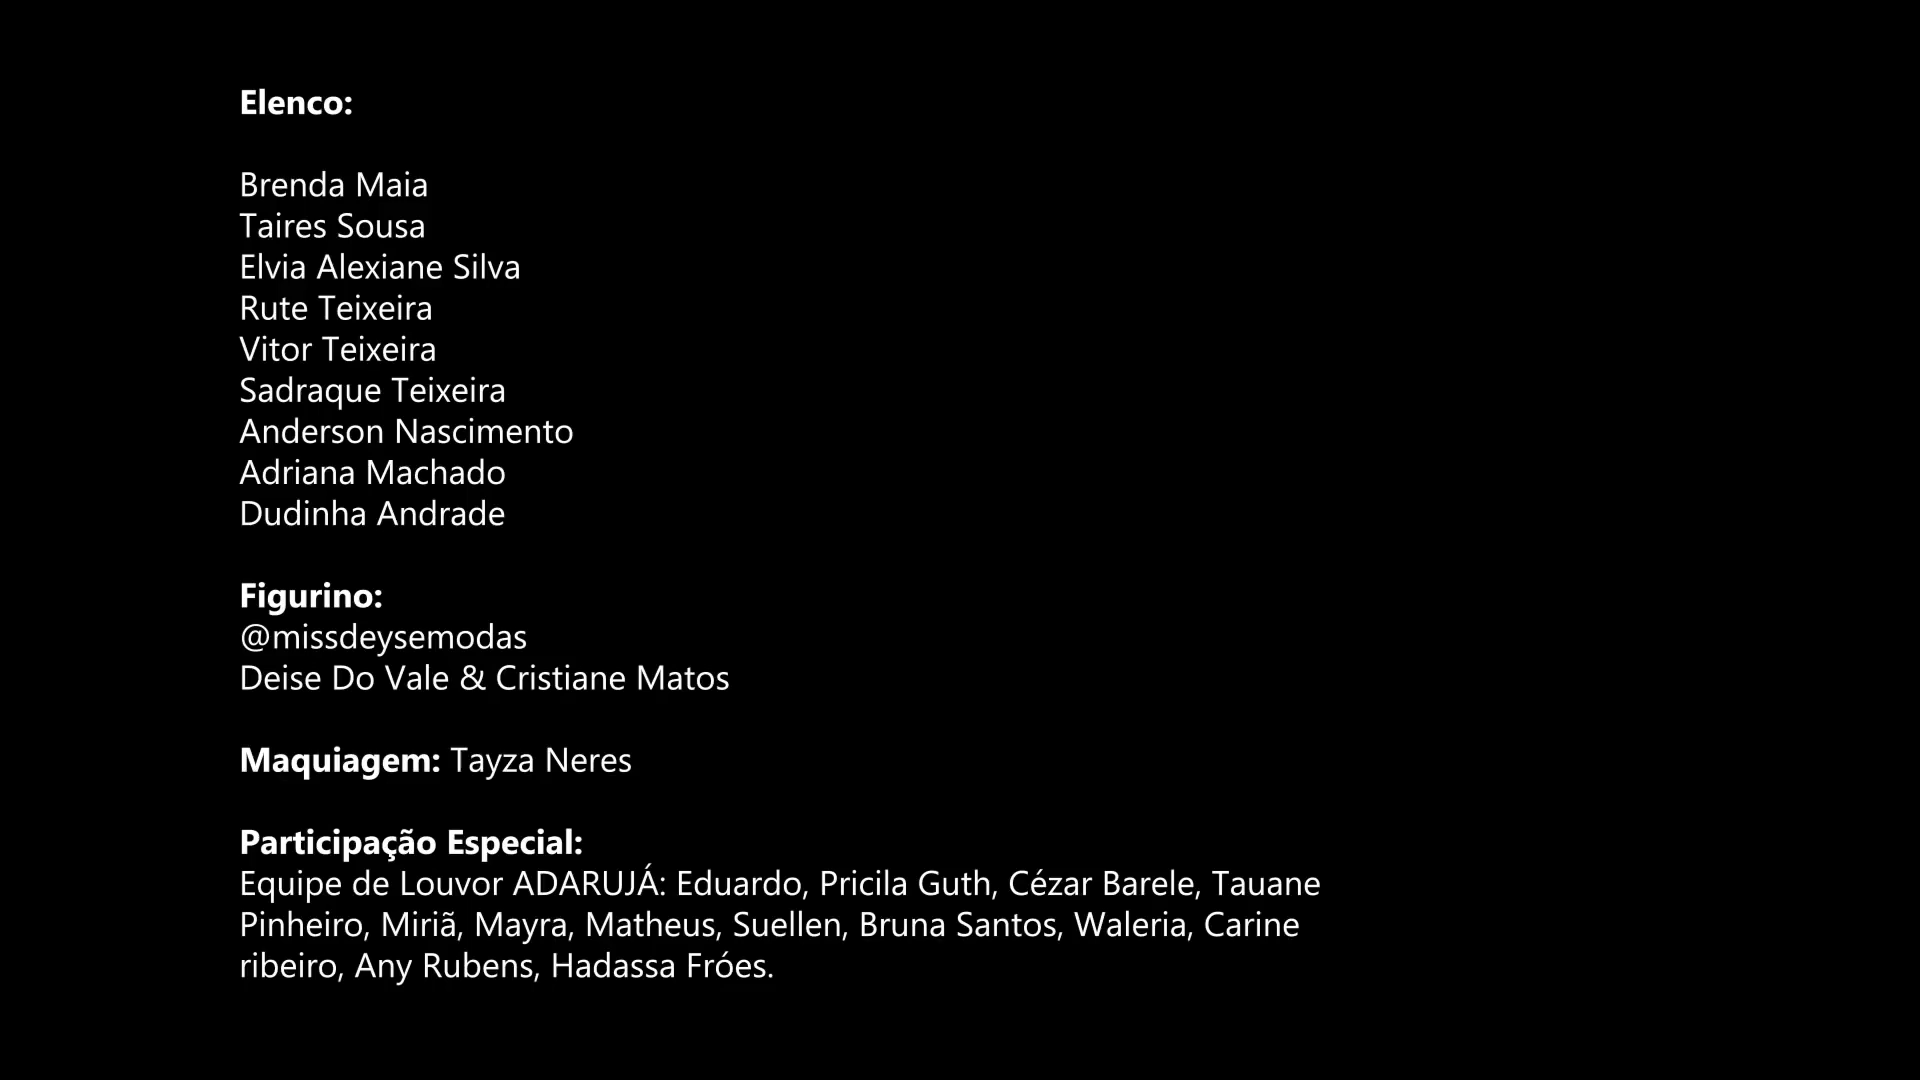 Elenco:
Brenda Maia
Taires Sousa
Elvia Alexiane Silva
Rute Teixeira
Vitor Teixeira
Sadraque Teixeira
Anderson Nascimento
Adriana Machado
Dudinha Andrade
Figurino:
@missdeysemodas
Deise Do Vale & Cristiane Matos
Maquiagem: Tayza Neres
Participação Especial:
Equipe de Louvor ADARUJÁ: Eduardo, Pricila Guth, Cézar Barele, Tauane
Pinheiro, Miriã, Mayra, Matheus, Suellen, Bruna Santos, Waleria, Carine
ribeiro, Any Rubens, Hadassa Fróes.